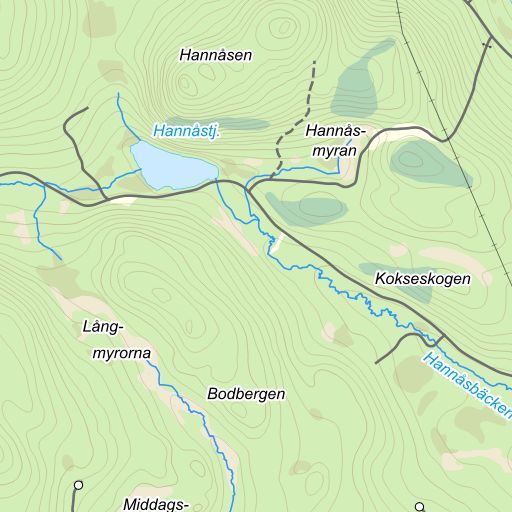 Hannåsen
Hannåstj.
Hannås-
myran
Kokseskogen
Lång-
myrorna
Hannåsbäcken
Bodbergen
Middags-